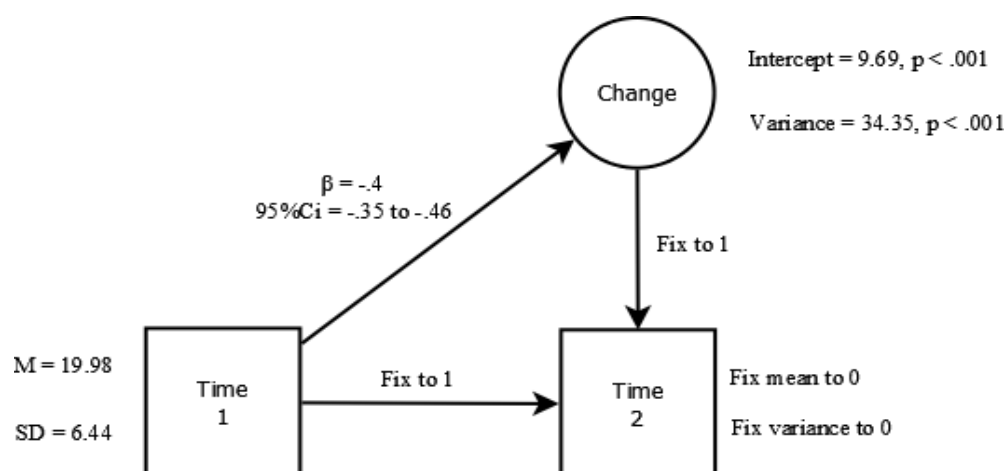 Change
Intercept = 9.69, p < .001
Variance = 34.35, p < .001
β = -.4
95%Ci = -.35 to -.46
Fix to 1
M = 19.98
SD = 6.44
Time
1
Fix to 1
Time
2
Fix mean to 0
Fix variance to 0